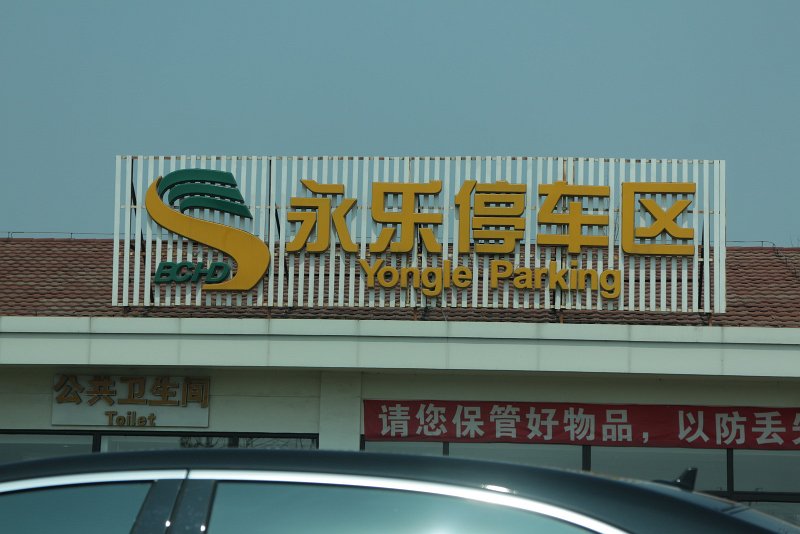 永乐停车区
ECHD
Yongle Parking
公共卫生间
Toilet
请您保管好物品，以防丢失